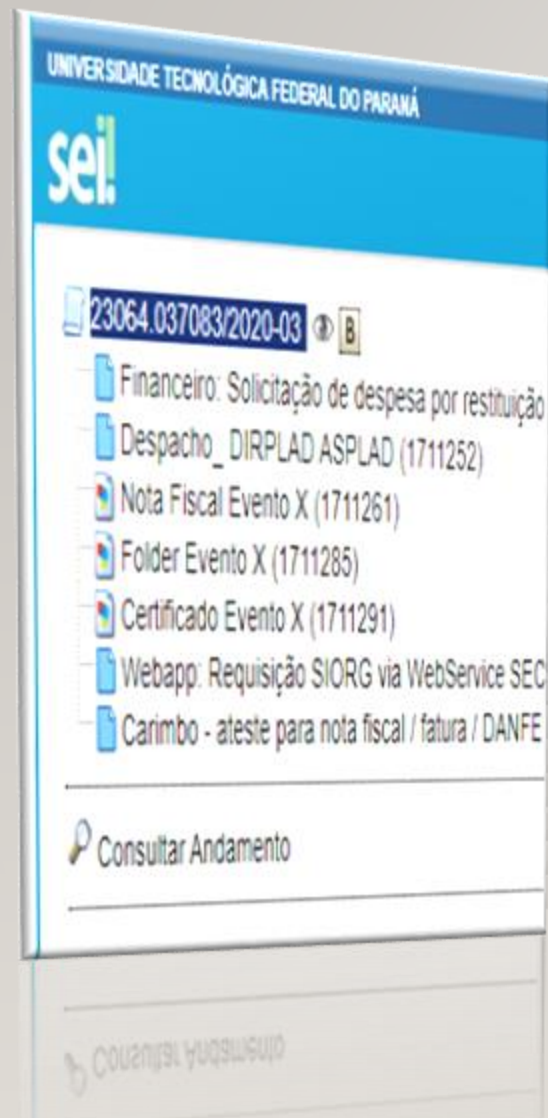 UNIVERSIDADE TECNOLÓGICA FEDERAL DO PARANÁ
sei!
23064.037083/2020-03 B
Financeiro: Solicitação de despesa por restituição
Despacho_ DIRPLAD ASPLAD (1711252)
Nota Fiscal Evento X (1711261)
Folder Evento X (1711285)
Certificado Evento X (1711291)
Webapp: Requisição SIORG via WebService SEC
Carimbo - ateste para nota fiscal / fatura / DANFE
Consultar Andamento
Consultar Andamento